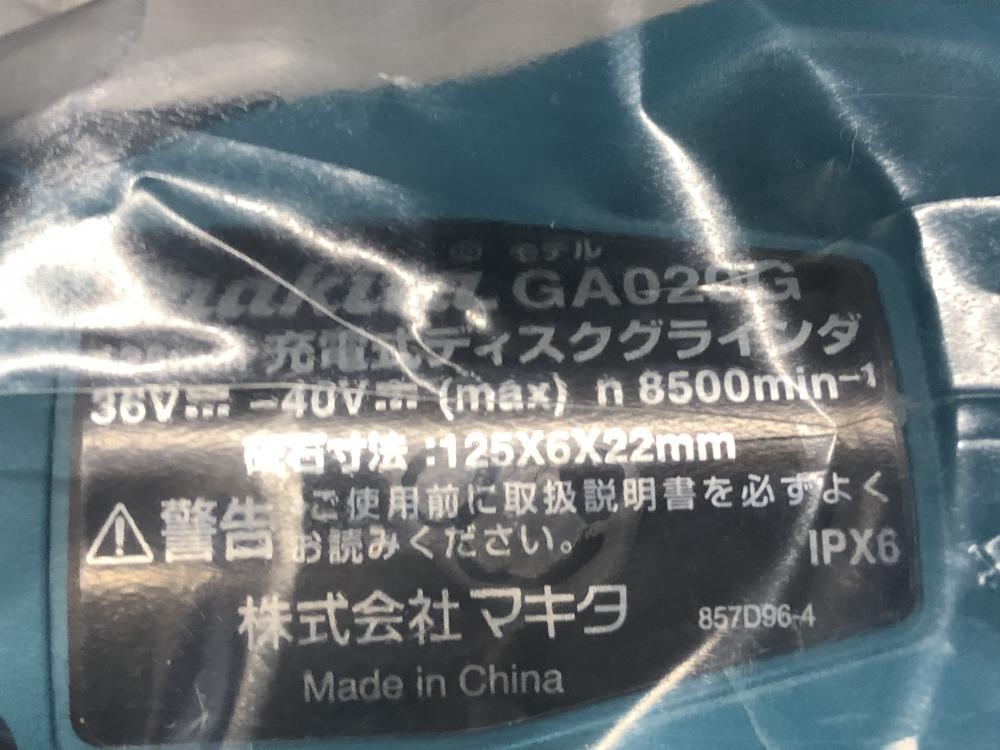 makita. モデル
充電式ディスクグラインダ
36V⎓ -40V⎓ (max) n 8500min⁻¹
砥石寸法:125X6X22mm
⚠警告 ご使用前に取扱説明書を必ずよく
お読みください。
IPX6
株式会社マキタ 857D96-4
Made in China